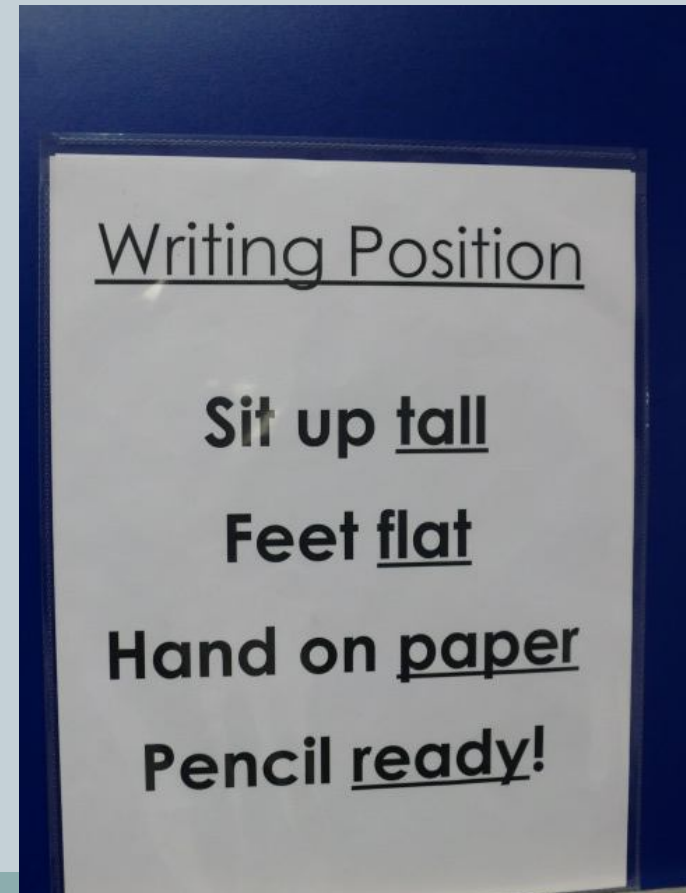 Writing Position
Sit up tall
Feet flat
Hand on paper
Pencil ready!